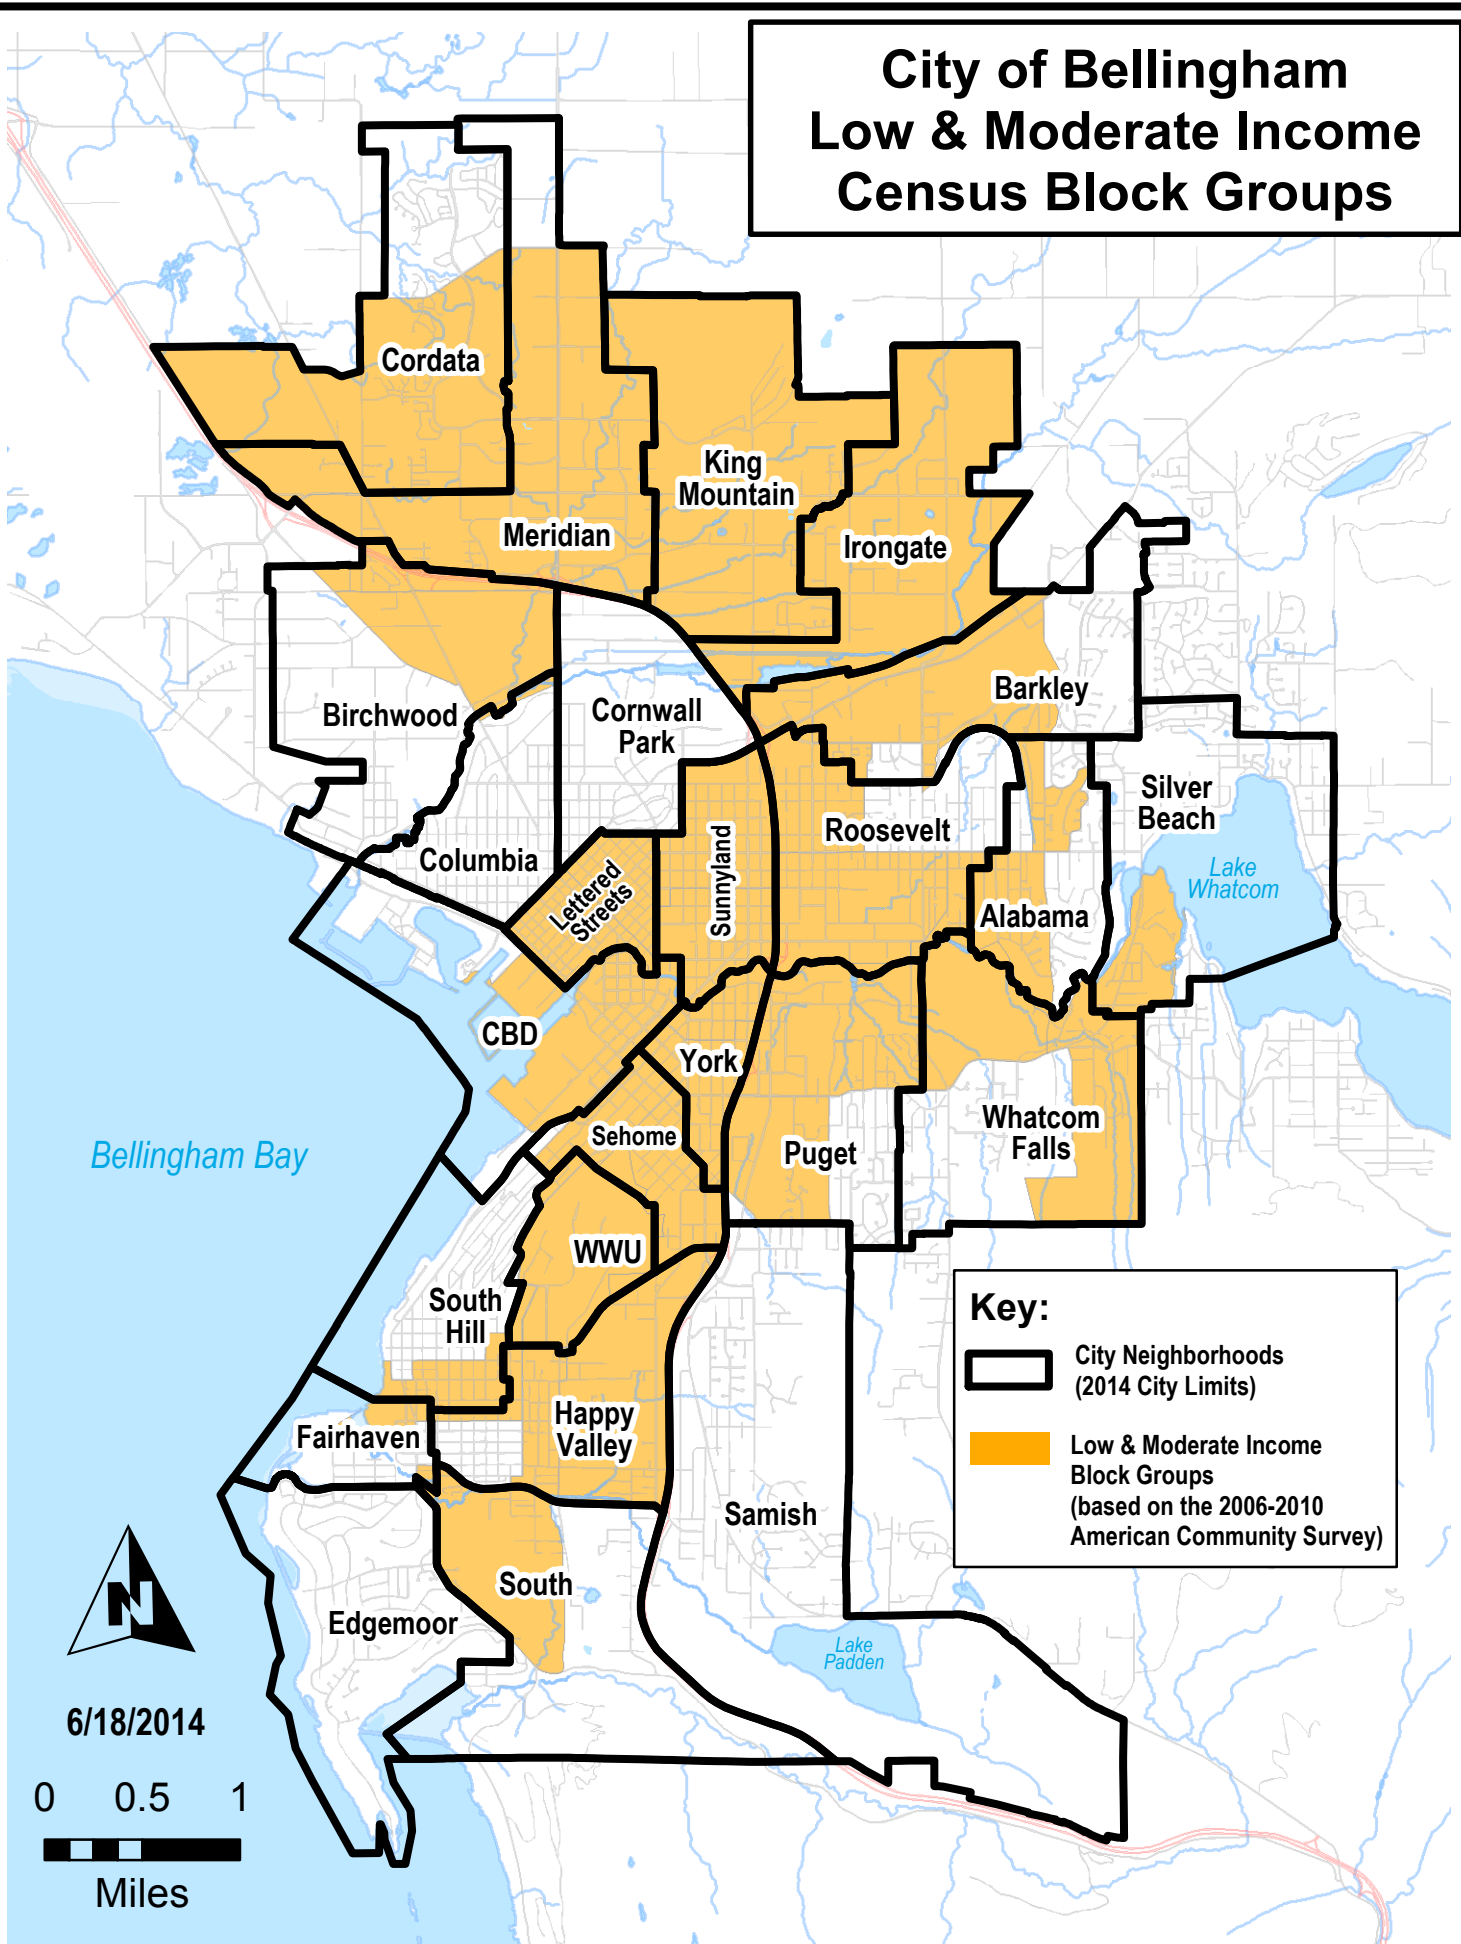 City of Bellingham
Low & Moderate Income
Census Block Groups
Cordata
King
Mountain
Meridian
Irongate
Birchwood
Cornwall
Park
Barkley
Silver
Beach
Roosevelt
Sunnyland
Columbia
Lettered
Streets
Lake
Whatcom
Alabama
CBD
York
Sehome
Puget
Whatcom
Falls
Bellingham Bay
WWU
South
Hill
Key:
City Neighborhoods
(2014 City Limits)
Low & Moderate Income
Block Groups
(based on the 2006-2010
American Community Survey)
Happy
Valley
Fairhaven
Samish
South
Edgemoor
Lake
Padden
N
6/18/2014
0 0.5 1
Miles